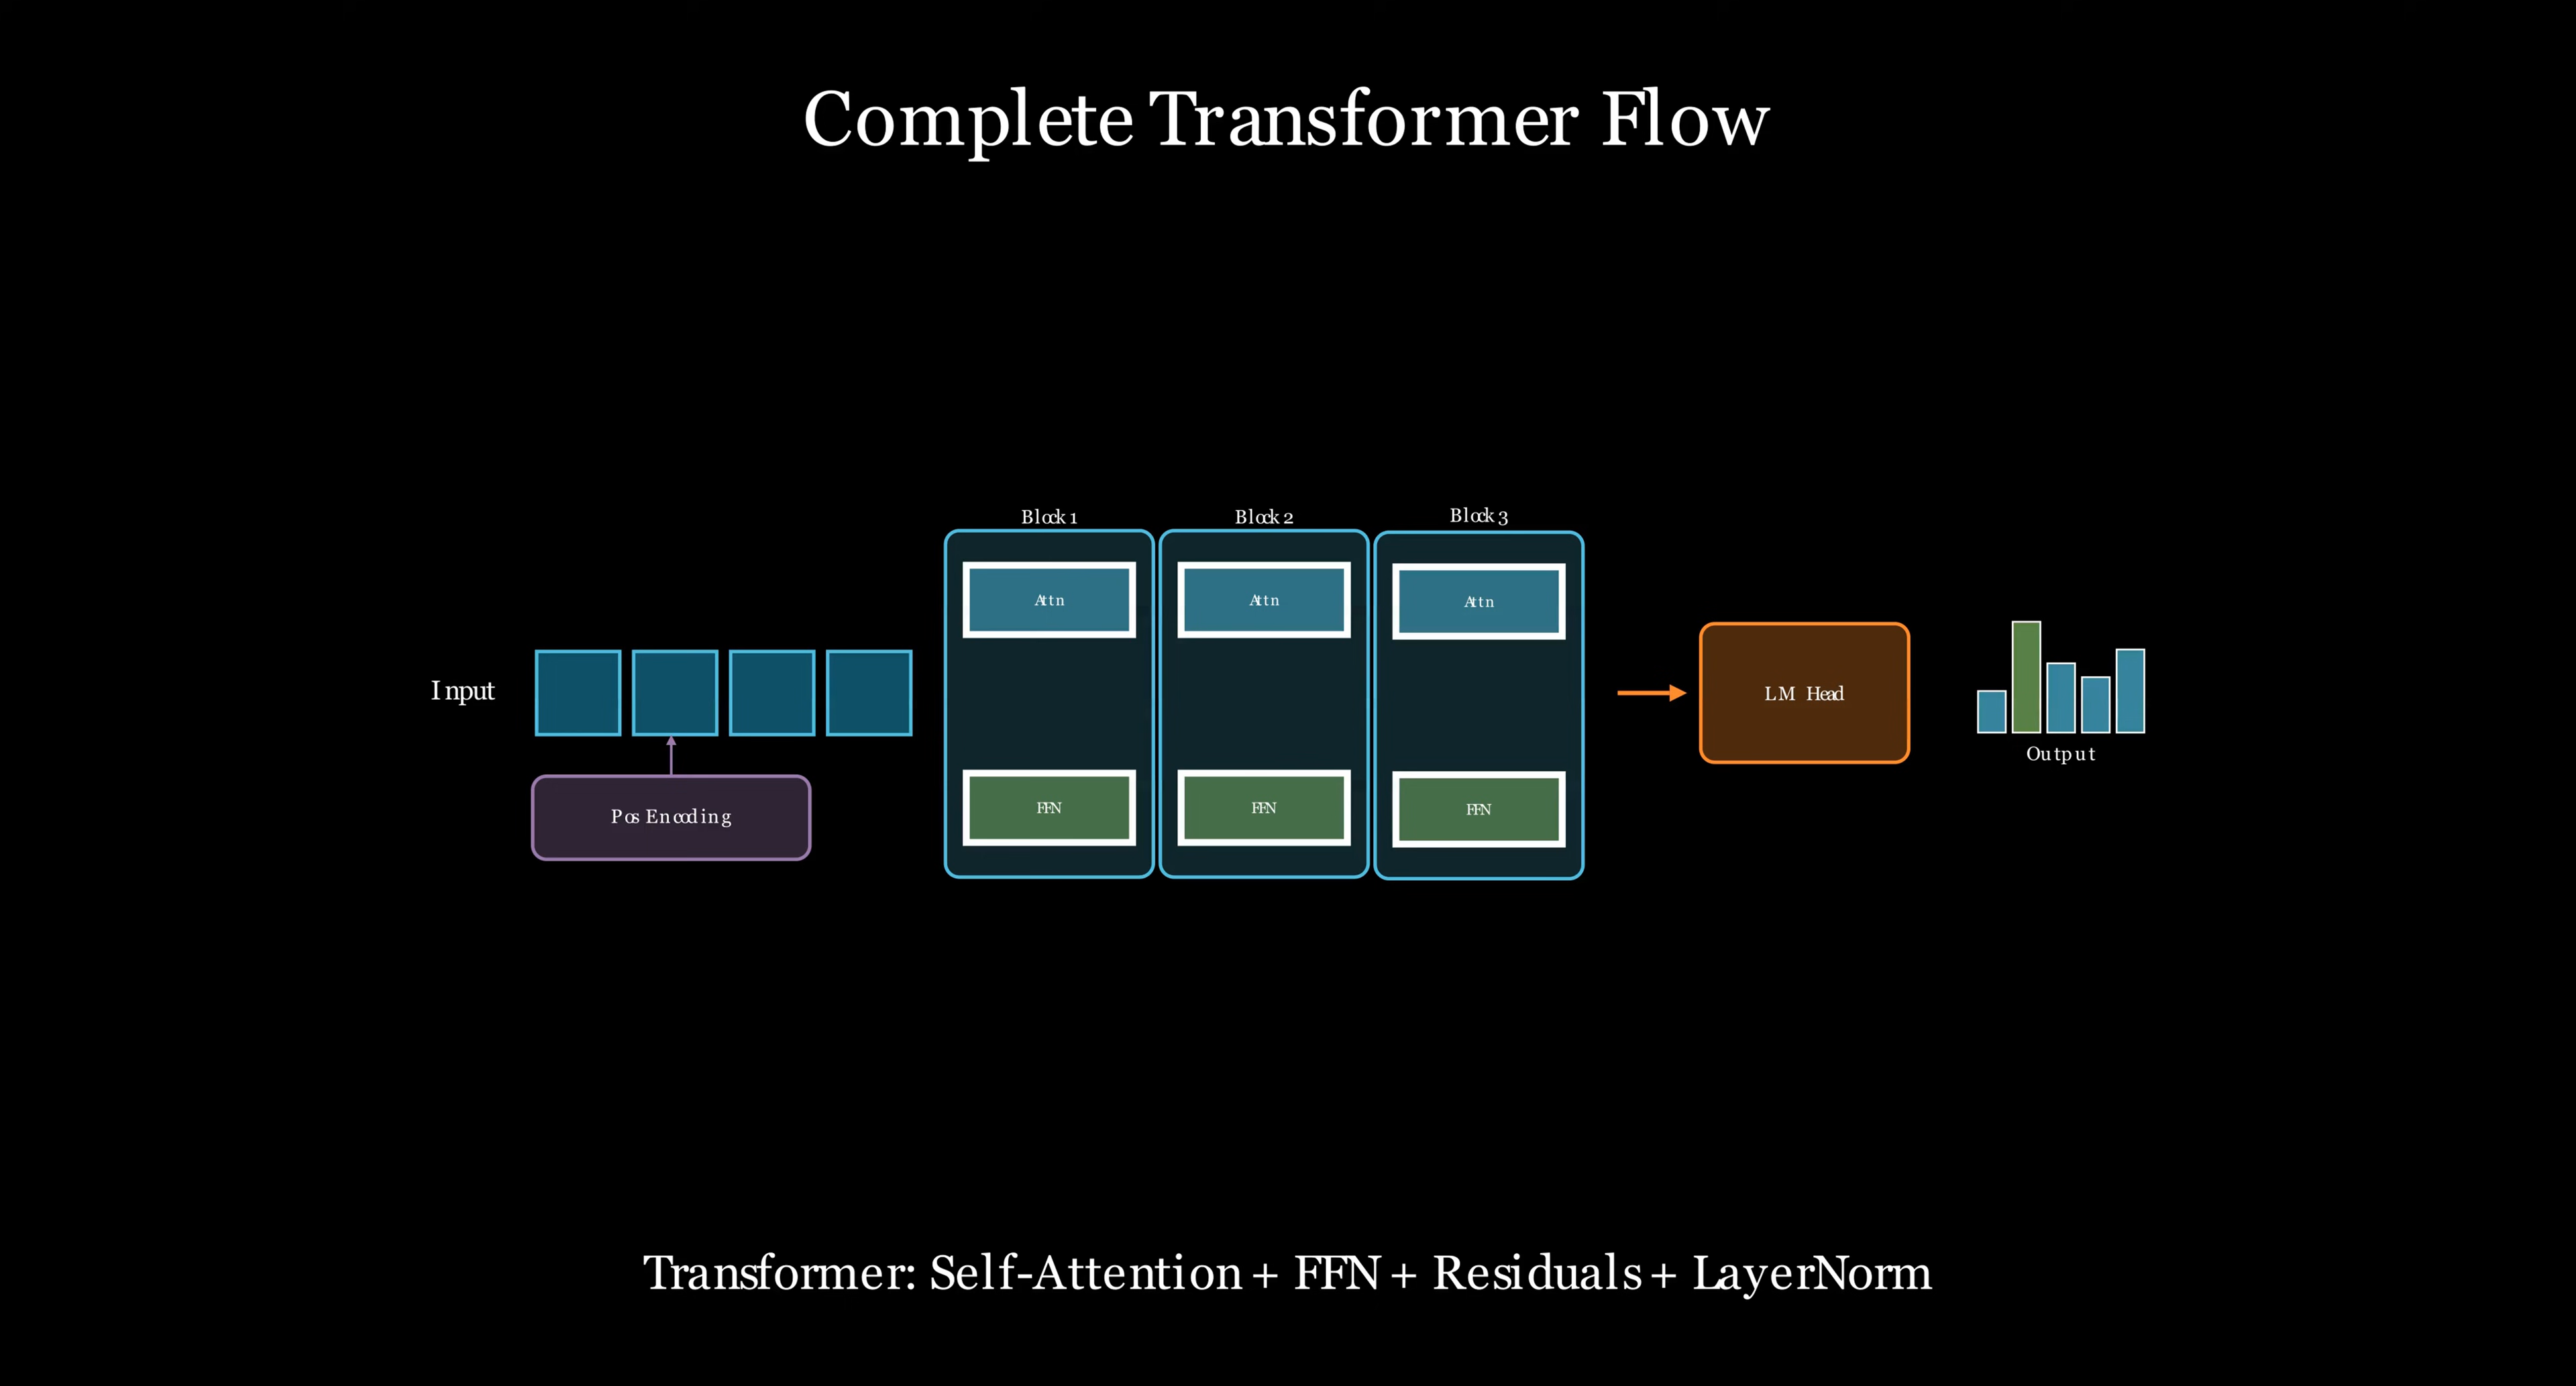 Complete Transformer Flow
Block 1
Block 2
Block 3
Attn
Attn
Attn
Input
LM Head
Output
Pos Encoding
FFN
FFN
FFN
Transformer: Self-Attention + FFN + Residuals + LayerNorm